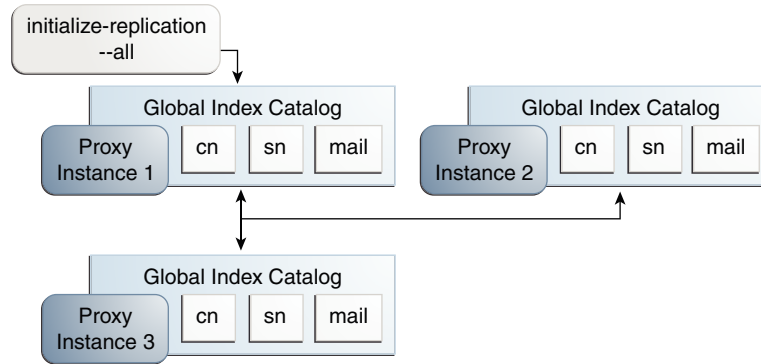 initialize-replication
--all
Global Index Catalog
Proxy
Instance 1
cn
sn
mail
Global Index Catalog
Proxy
Instance 2
cn
sn
mail
Global Index Catalog
Proxy
Instance 3
cn
sn
mail